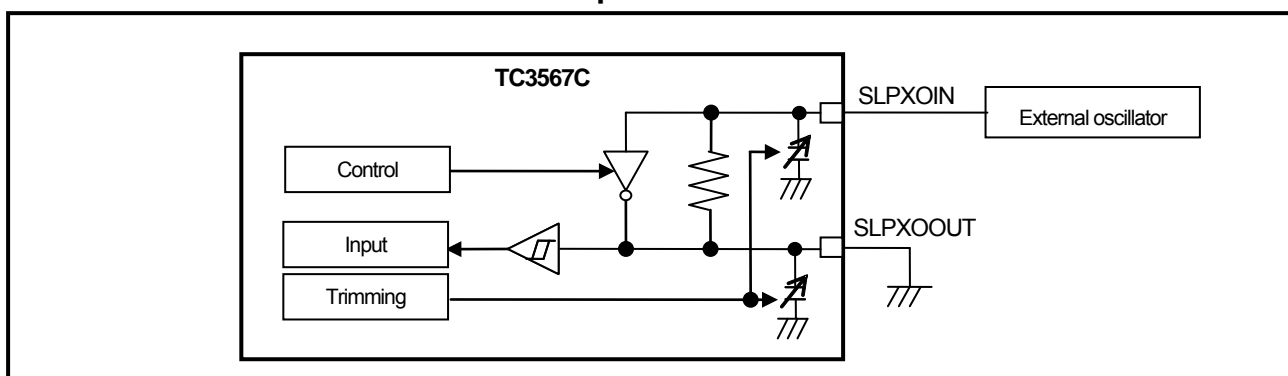 TC3567C
SLPXOIN
External oscillator
Control
SLPXOOUT
Input
Trimming